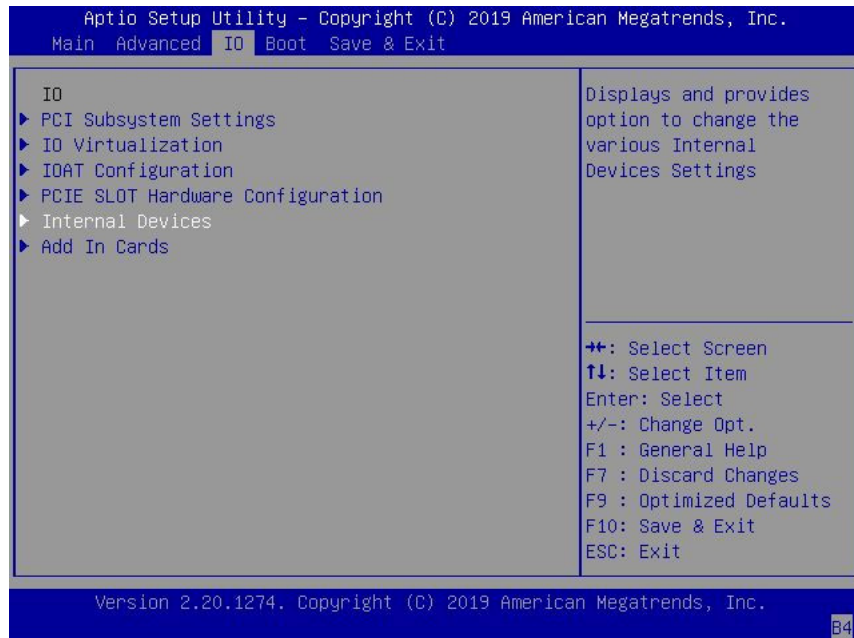 Aptio Setup Utility – Copyright (C) 2019 American Megatrends, Inc.
Main Advanced IO Boot Save & Exit
IO
PCI Subsystem Settings
IO Virtualization
IOAT Configuration
PCIE SLOT Hardware Configuration
Internal Devices
Add In Cards
Displays and provides
option to change the
various Internal
Devices Settings
→←: Select Screen
↑↓: Select Item
Enter: Select
+/-: Change Opt.
F1 : General Help
F7 : Discard Changes
F9 : Optimized Defaults
F10: Save & Exit
ESC: Exit
Version 2.20.1274. Copyright (C) 2019 American Megatrends, Inc.
B4